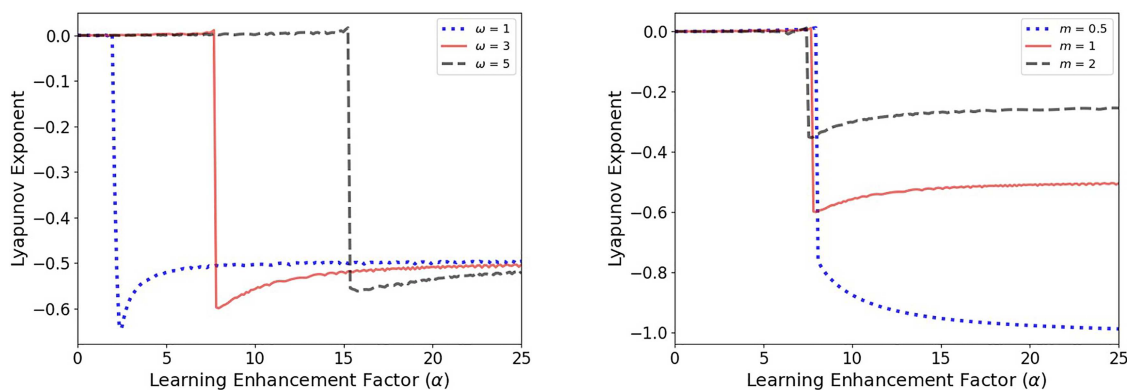 0.0
−0.1
−0.2
−0.3
−0.4
−0.5
−0.6
Lyapunov Exponent
0
5
10
15
20
25
Learning Enhancement Factor (α)
ω = 1
ω = 3
ω = 5
0.0
−0.2
−0.4
−0.6
−0.8
−1.0
Lyapunov Exponent
0
5
10
15
20
25
Learning Enhancement Factor (α)
m = 0.5
m = 1
m = 2